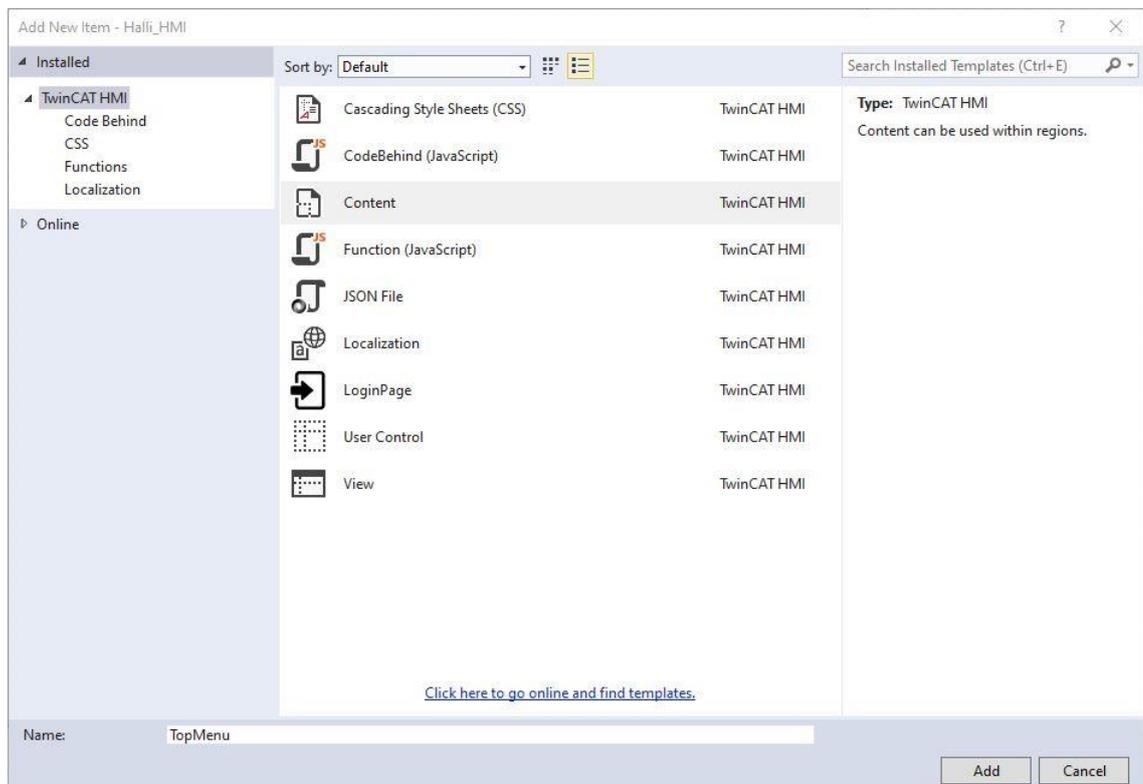 Add New Item - Halli_HMI
?
Installed
Sort by: Default
Search Installed Templates (Ctrl+E)
TwinCAT HMI
Code Behind
CSS
Functions
Localization
Online
Cascading Style Sheets (CSS) TwinCAT HMI
JS
CodeBehind (JavaScript) TwinCAT HMI
Content TwinCAT HMI
JS
Function (JavaScript) TwinCAT HMI
JSON File TwinCAT HMI
a
Localization TwinCAT HMI
LoginPage TwinCAT HMI
User Control TwinCAT HMI
View TwinCAT HMI
Type: TwinCAT HMI
Content can be used within regions.
Click here to go online and find templates.
Name: TopMenu
Add Cancel